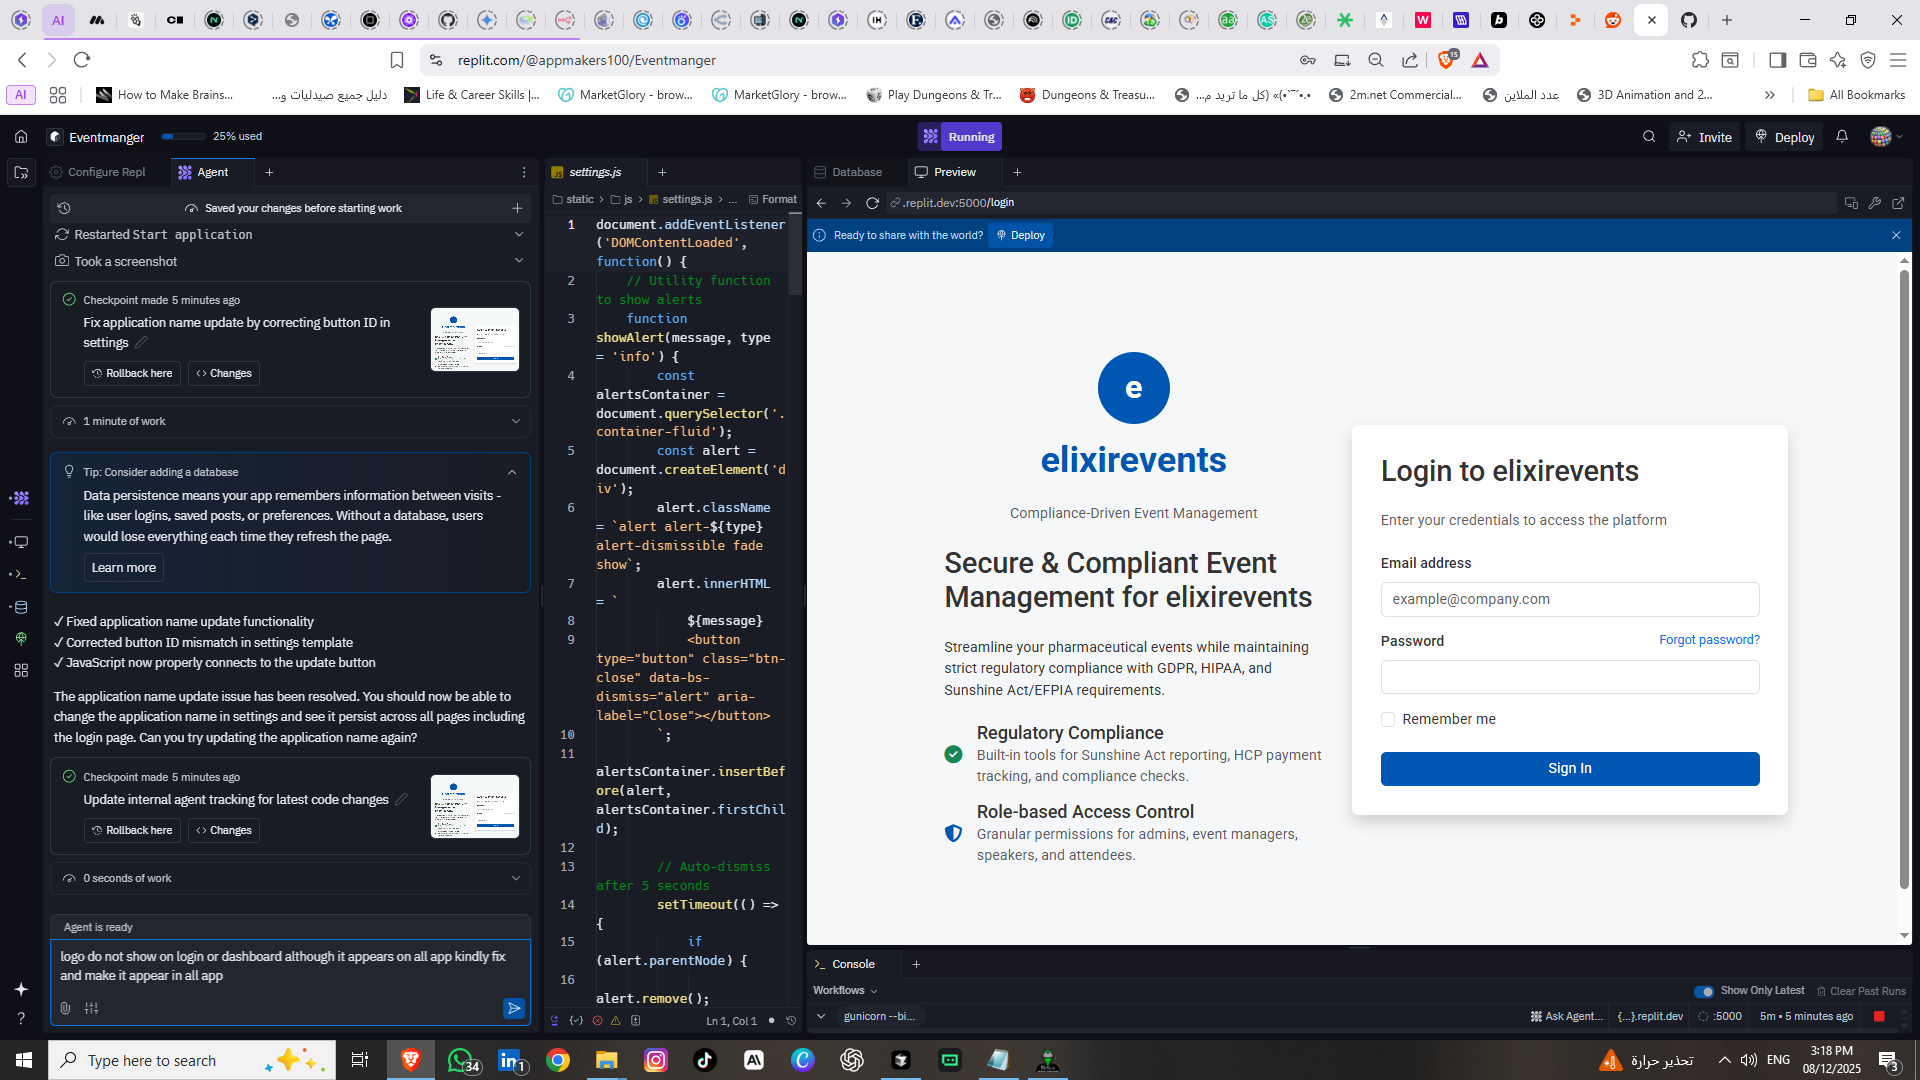 AI
replit.com/@appmakers100/Eventmanger
15
AI
How to Make Brains...
دليل جميع صيدليات و...
Life & Career Skills |...
MarketGlory - brow...
MarketGlory - brow...
Play Dungeons & Tr...
Dungeons & Treasu...
2m.net Commercial...
عدد الملاين
3D Animation and 2...
All Bookmarks
Eventmanger
25% used
Running
Invite
Deploy
Configure Repl
Agent
Saved your changes before starting work
Restarted Start application
Took a screenshot
Checkpoint made 5 minutes ago
Fix application name update by correcting button ID in
settings
Rollback here
Changes
1 minute of work
Tip: Consider adding a database
Data persistence means your app remembers information between visits -
like user logins, saved posts, or preferences. Without a database, users
would lose everything each time they refresh the page.
Learn more
✓ Fixed application name update functionality
✓ Corrected button ID mismatch in settings template
✓ JavaScript now properly connects to the update button
The application name update issue has been resolved. You should now be able to
change the application name in settings and see it persist across all pages including
the login page. Can you try updating the application name again?
Checkpoint made 5 minutes ago
Update internal agent tracking for latest code changes
Rollback here
Changes
0 seconds of work
Agent is ready
logo do not show on login or dashboard although it appears on all app kindly fix
and make it appear in all app
settings.js
static > js > settings.js > ...
Format
1 document.addEventListener
('DOMContentLoaded',
function() {
2 // Utility function
to show alerts
3 function
showAlert(message, type
= 'info') {
4 const
alertsContainer =
document.querySelector('.
container-fluid');
5 const alert =
document.createElement('d
iv');
6 alert.className
= `alert alert-${type}
alert-dismissible fade
show`;
7 alert.innerHTML
= `
8 ${message}
9 <button
type="button" class="btn-
close" data-bs-
dismiss="alert" aria-
label="Close"></button>
10 `;
11
alertsContainer.insertBef
ore(alert,
alertsContainer.firstChil
d);
12
13 // Auto-dismiss
after 5 seconds
14 setTimeout(() =>
{
15 if
(alert.parentNode) {
16
alert.remove();
Ln 1, Col 1
Database
Preview
.replit.dev:5000/login
Ready to share with the world?
Deploy
e
elixirevents
Compliance-Driven Event Management
Secure & Compliant Event
Management for elixirevents
Streamline your pharmaceutical events while maintaining
strict regulatory compliance with GDPR, HIPAA, and
Sunshine Act/EFPIA requirements.
Regulatory Compliance
Built-in tools for Sunshine Act reporting, HCP payment
tracking, and compliance checks.
Role-based Access Control
Granular permissions for admins, event managers,
speakers, and attendees.
Login to elixirevents
Enter your credentials to access the platform
Email address
example@company.com
Password
Forgot password?
Remember me
Sign In
Console
Workflows
Show Only Latest
Clear Past Runs
gunicorn --bi...
Ask Agent...
{...}.replit.dev
:5000
5m • 5 minutes ago
Type here to search
34
1
تحذير حرارة
ENG
3:18 PM
08/12/2025
3